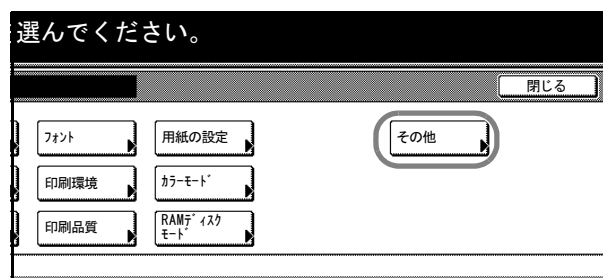 選んでください。
閉じる
ﾌｫﾝﾄ
用紙の設定
その他
印刷環境
ｶﾗｰﾓｰﾄﾞ
印刷品質
RAMﾃﾞｨｽｸ
ﾓｰﾄﾞ